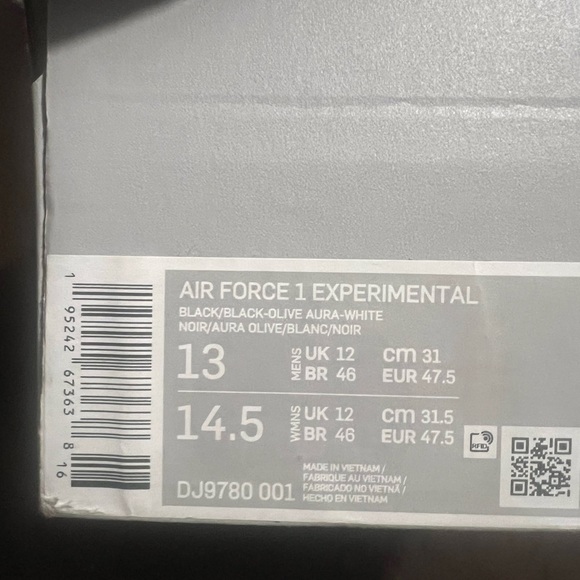 AIR FORCE 1 EXPERIMENTAL
BLACK/BLACK-OLIVE AURA-WHITE
NOIR/AURA OLIVE/BLANC/NOIR
13 MENS UK 12 cm 31
BR 46 EUR 47.5
14.5 WMNS UK 12 cm 31.5
BR 46 EUR 47.5
RFID
DJ9780 001
MADE IN VIETNAM/
FABRIQUE AU VIETNAM /
FABRICADO NO VIETNÃ /
HECHO EN VIETNAM
1 95242 67363 8 16